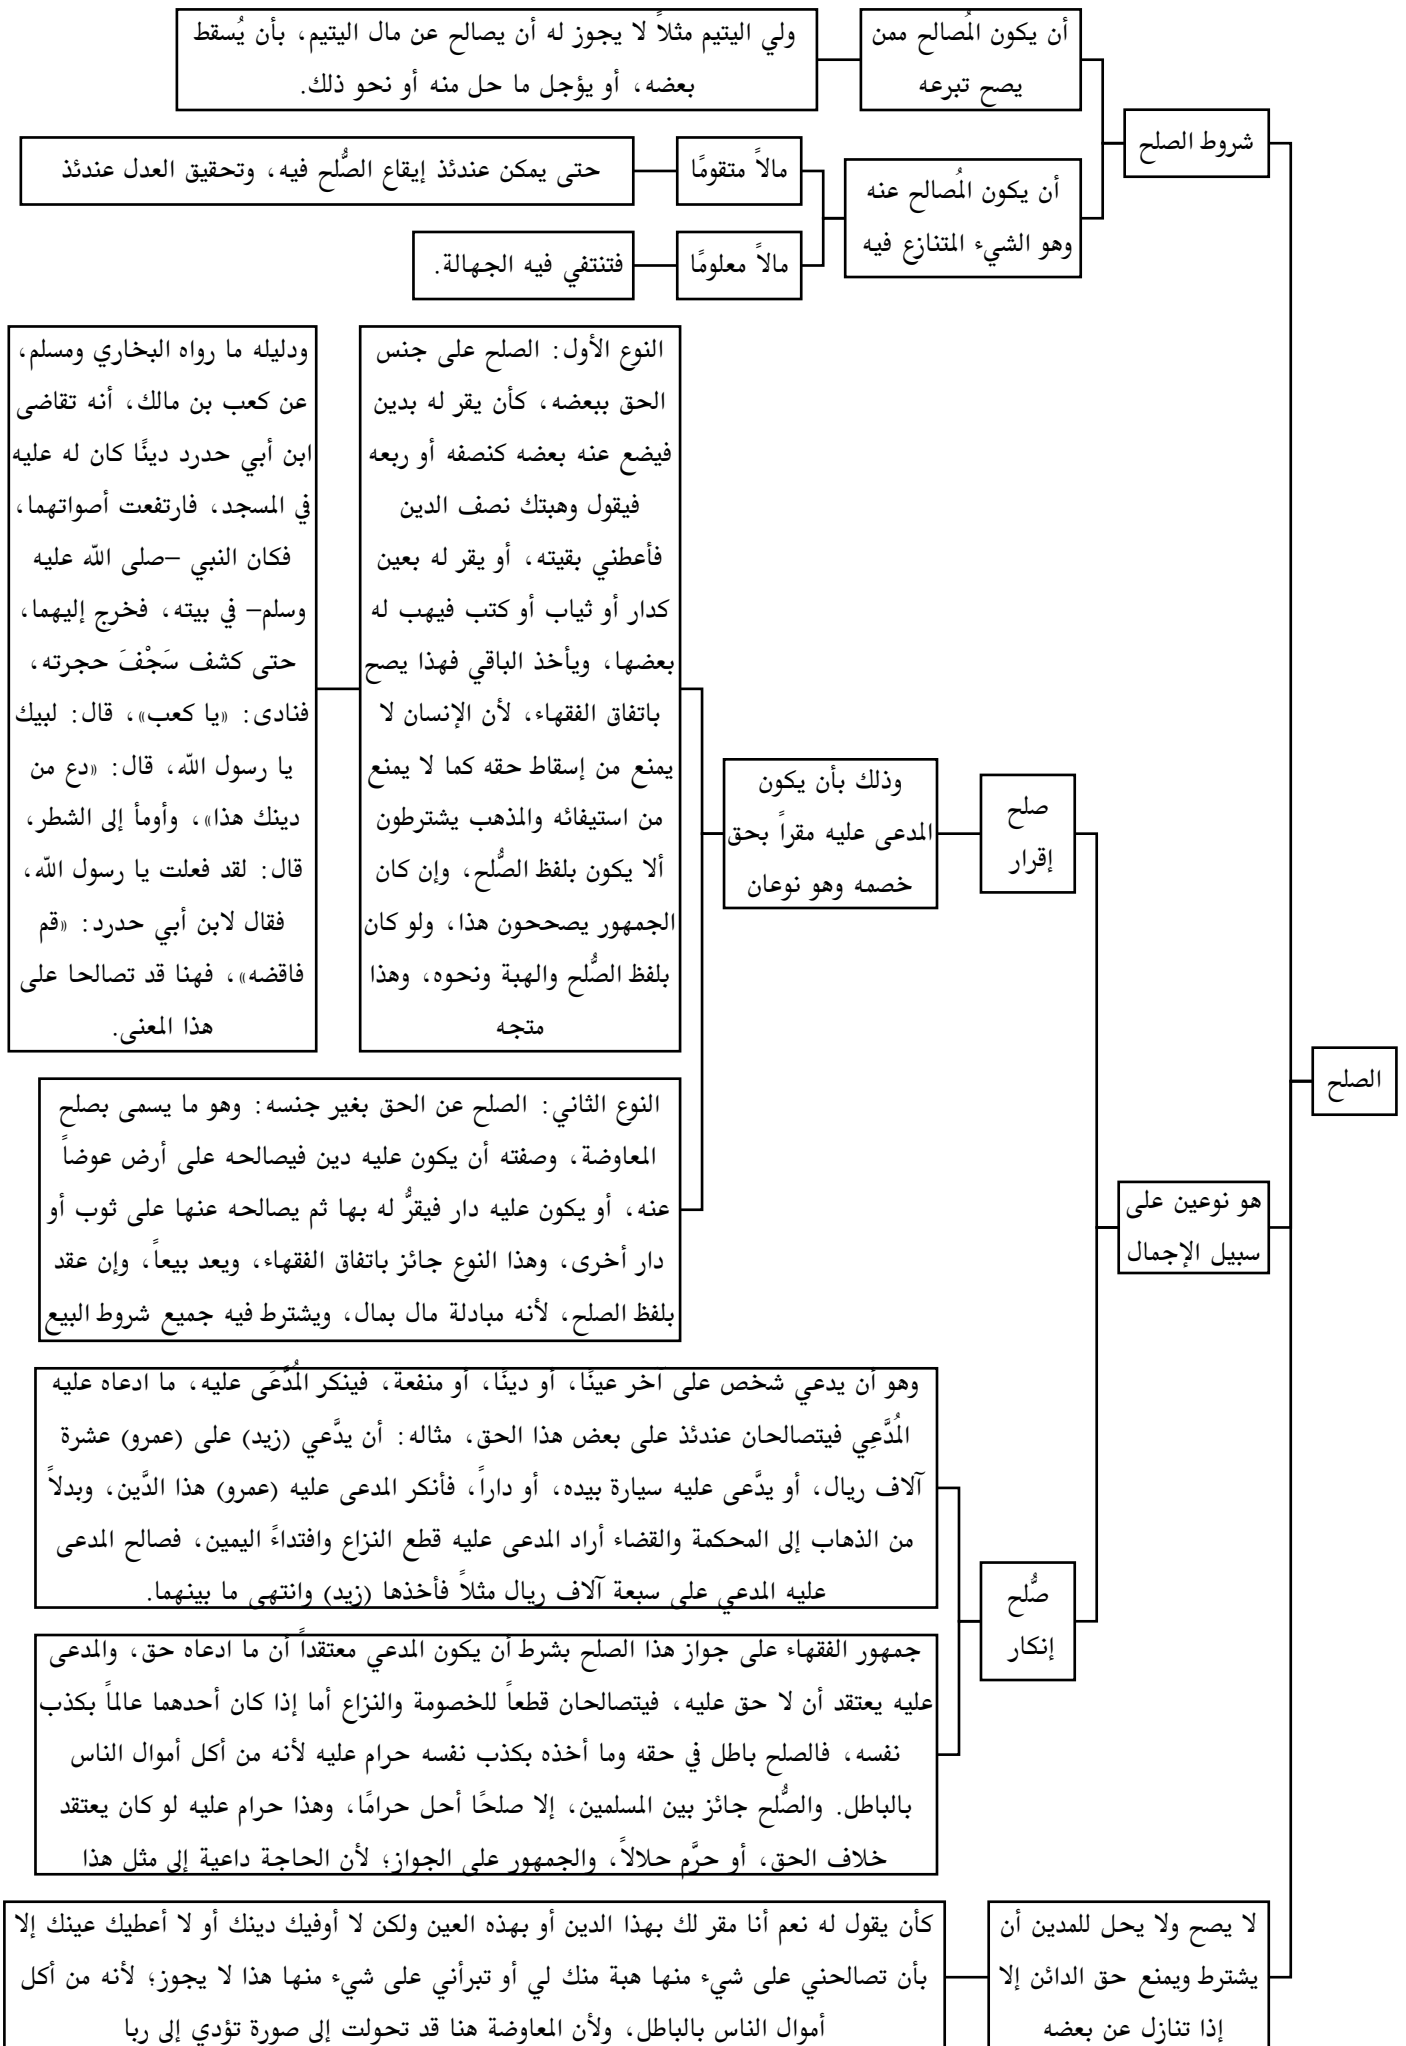 الصلح
شروط الصلح
أن يكون المُصالح ممن
يصح تبرعه
ولي اليتيم مثلاً لا يجوز له أن يصالح عن مال اليتيم، بأن يُسقط
بعضه، أو يؤجل ما حل منه أو نحو ذلك.
أن يكون المُصالح عنه
وهو الشيء المتنازع فيه
مالاً متقومًا
حتى يمكن عندئذ إيقاع الصُّلح فيه، وتحقيق العدل عندئذ
مالاً معلومًا
فتنتفي فيه الجهالة.
هو نوعين على
سبيل الإجمال
صلح
إقرار
وذلك بأن يكون
المدعى عليه مقراً بحق
خصمه وهو نوعان
النوع الأول: الصلح على جنس
الحق ببعضه، كأن يقر له بدين
فيضع عنه بعضه كنصفه أو ربعه
فيقول وهبتك نصف الدين
فأعطني بقيته، أو يقر له بعين
كدار أو ثياب أو كتب فيهب له
بعضها، ويأخذ الباقي فهذا يصح
باتفاق الفقهاء، لأن الإنسان لا
يمنع من إسقاط حقه كما لا يمنع
من استيفائه والمذهب يشترطون
ألا يكون بلفظ الصُّلح، وإن كان
الجمهور يصححون هذا، ولو كان
بلفظ الصُّلح والهبة ونحوه، وهذا
متجه
ودليله ما رواه البخاري ومسلم،
عن كعب بن مالك، أنه تقاضى
ابن أبي حدرد دينًا كان له عليه
في المسجد، فارتفعت أصواتهما،
فكان النبي –صلى الله عليه
وسلم– في بيته، فخرج إليهما،
حتى كشف سَجْفَ حجرته،
فنادى: «يا كعب»، قال: لبيك
يا رسول الله، قال: «دع من
دينك هذا»، وأومأ إلى الشطر،
قال: لقد فعلت يا رسول الله،
فقال لابن أبي حدرد: «قم
فاقضه»، فهنا قد تصالحا على
هذا المعنى.
النوع الثاني: الصلح عن الحق بغير جنسه: وهو ما يسمى بصلح
المعاوضة، وصفته أن يكون عليه دين فيصالحه على أرض عوضاً
عنه، أو يكون عليه دار فيقرُّ له بها ثم يصالحه عنها على ثوب أو
دار أخرى، وهذا النوع جائز باتفاق الفقهاء، ويعد بيعاً، وإن عقد
بلفظ الصلح، لأنه مبادلة مال بمال، ويشترط فيه جميع شروط البيع
صُّلح
إنكار
وهو أن يدعي شخص على آخر عينًا، أو دينًا، أو منفعة، فينكر المُدَّعَى عليه، ما ادعاه عليه
المُدَّعِي فيتصالحان عندئذ على بعض هذا الحق، مثاله: أن يدَّعي (زيد) على (عمرو) عشرة
آلاف ريال، أو يدَّعى عليه سيارة بيده، أو داراً، فأنكر المدعى عليه (عمرو) هذا الدَّين، وبدلاً
من الذهاب إلى المحكمة والقضاء أراد المدعى عليه قطع النزاع وافتداءً اليمين، فصالح المدعى
عليه المدعي على سبعة آلاف ريال مثلاً فأخذها (زيد) وانتهى ما بينهما.
جمهور الفقهاء على جواز هذا الصلح بشرط أن يكون المدعي معتقداً أن ما ادعاه حق، والمدعى
عليه يعتقد أن لا حق عليه، فيتصالحان قطعاً للخصومة والنزاع أما إذا كان أحدهما عالماً بكذب
نفسه، فالصلح باطل في حقه وما أخذه بكذب نفسه حرام عليه لأنه من أكل أموال الناس
بالباطل. والصُّلح جائز بين المسلمين، إلا صلحًا أحل حرامًا، وهذا حرام عليه لو كان يعتقد
خلاف الحق، أو حرَّم حلالاً، والجمهور على الجواز؛ لأن الحاجة داعية إلى مثل هذا
لا يصح ولا يحل للمدين أن
يشترط ويمنع حق الدائن إلا
إذا تنازل عن بعضه
كأن يقول له نعم أنا مقر لك بهذا الدين أو بهذه العين ولكن لا أوفيك دينك أو لا أعطيك عينك إلا
بأن تصالحني على شيء منها هبة منك لي أو تبرأني على شيء منها هذا لا يجوز؛ لأنه من أكل
أموال الناس بالباطل، ولأن المعاوضة هنا قد تحولت إلى صورة تؤدي إلى ربا